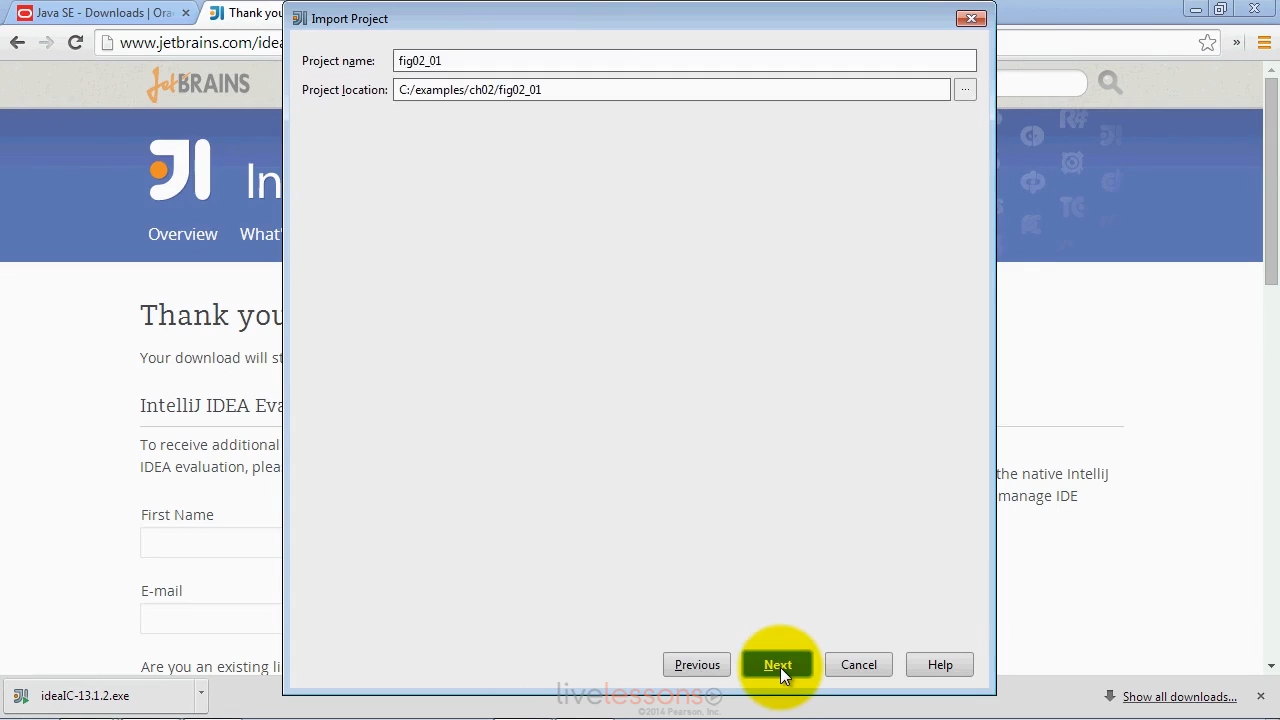 Java SE - Downloads | Ora
Thank you
Import Project
www.jetbrains.com/idea
JetBRAINS
Project name:
fig02_01
Project location:
C:/examples/ch02/fig02_01
...
In
Overview
What'
Thank you
Your download will st
IntelliJ IDEA Eva
To receive additional
IDEA evaluation, plea
the native IntelliJ
manage IDE
First Name
E-mail
Are you an existing li
Previous
Next
Cancel
Help
ideaIC-13.1.2.exe
Show all downloads...
livelessons
©2014 Pearson, Inc.